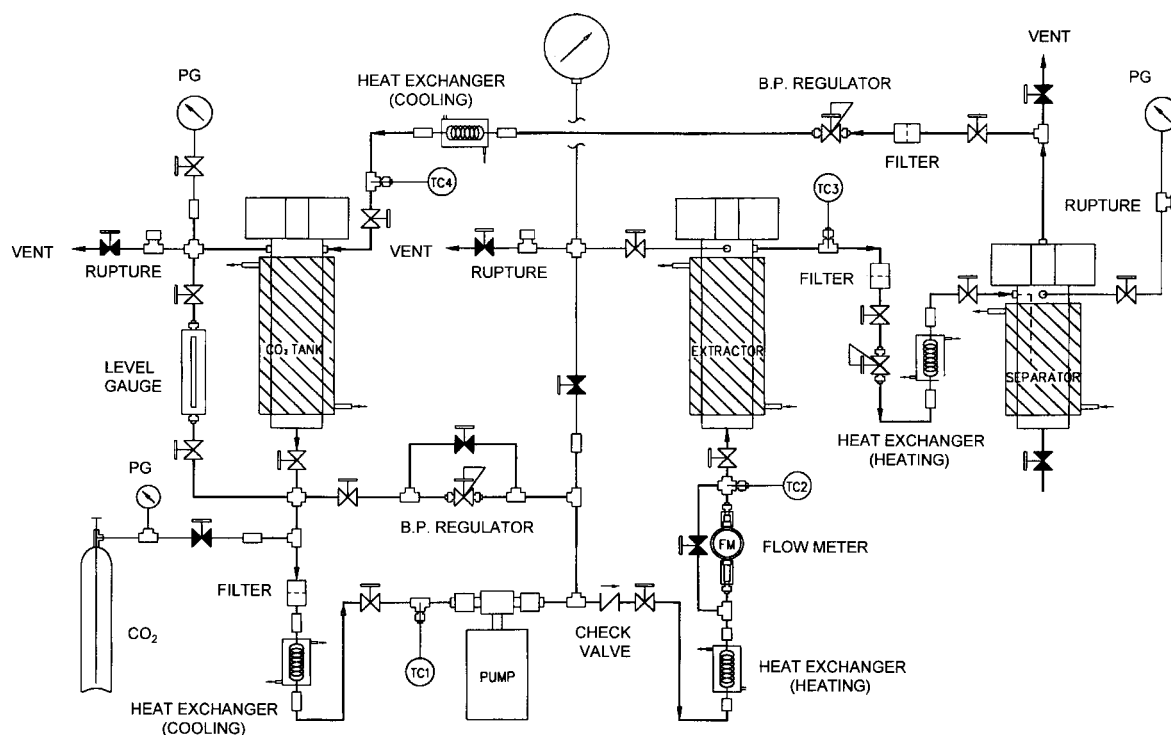 VENT
PG
HEAT EXCHANGER
(COOLING)
B.P. REGULATOR
PG
FILTER
TC4
TC3
RUPTURE
VENT
RUPTURE
VENT
RUPTURE
FILTER
CO₂ TANK
EXTRACTOR
SEPARATOR
LEVEL
GAUGE
HEAT EXCHANGER
(HEATING)
PG
TC2
B.P. REGULATOR
FM
FLOW METER
FILTER
CO₂
CHECK
VALVE
TC1
PUMP
HEAT EXCHANGER
(HEATING)
HEAT EXCHANGER
(COOLING)